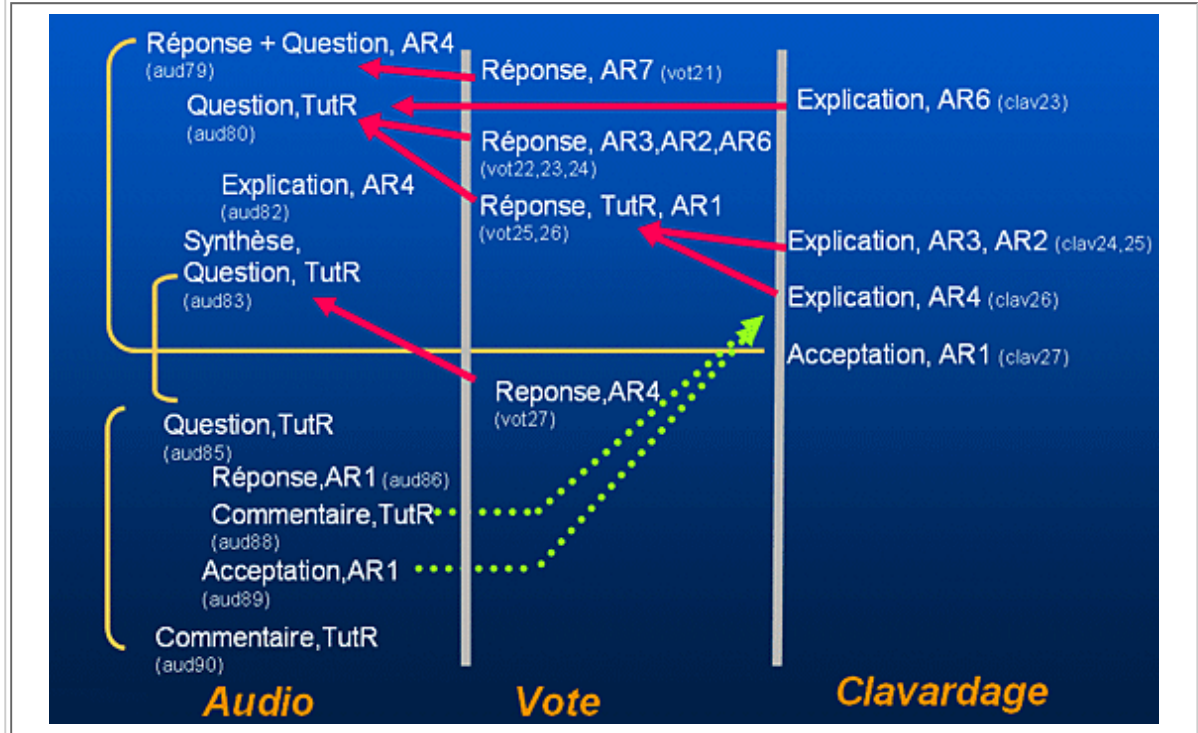 Réponse + Question, AR4
(aud79)
Question,TutR
(aud80)
Explication, AR4
(aud82)
Synthèse,
Question, TutR
(aud83)
Question,TutR
(aud85)
Réponse,AR1 (aud86)
Commentaire,TutR
(aud88)
Acceptation,AR1
(aud89)
Commentaire,TutR
(aud90)
Audio
Réponse, AR7 (vot21)
Réponse, AR3,AR2,AR6
(vot22,23,24)
Réponse, TutR, AR1
(vot25,26)
Reponse,AR4
(vot27)
Vote
Explication, AR6 (clav23)
Explication, AR3, AR2 (clav24,25)
Explication, AR4 (clav26)
Acceptation, AR1 (clav27)
Clavardage